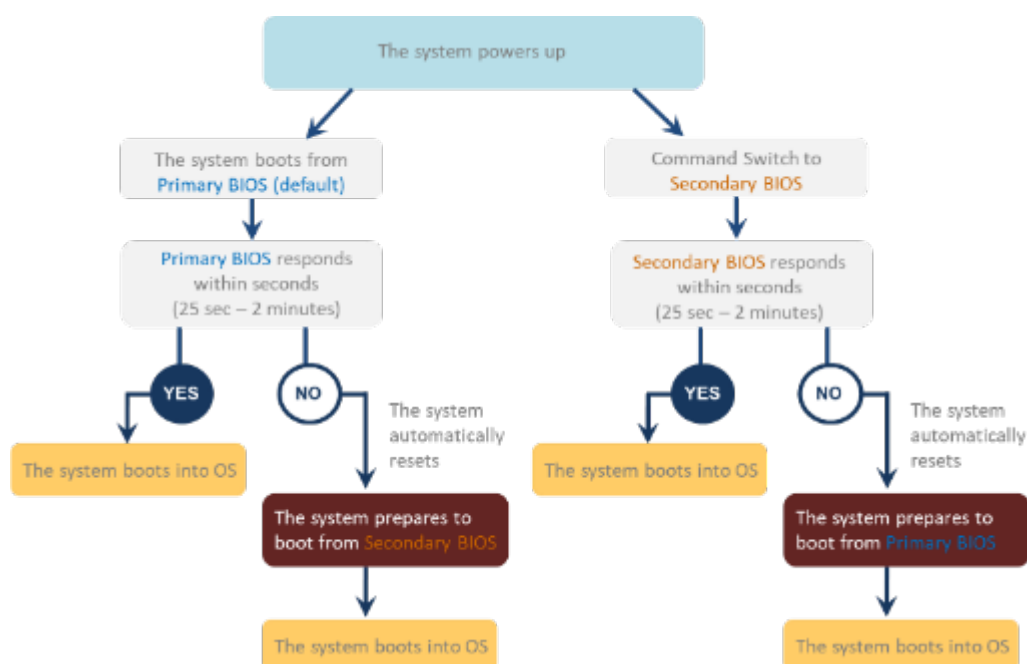 The system powers up
The system boots from
Primary BIOS (default)
Primary BIOS responds
within seconds
(25 sec – 2 minutes)
YES
NO
The system
automatically
resets
The system boots into OS
The system prepares to
boot from Secondary BIOS
The system boots into OS
Command Switch to
Secondary BIOS
Secondary BIOS responds
within seconds
(25 sec – 2 minutes)
YES
NO
The system
automatically
resets
The system boots into OS
The system prepares to
boot from Primary BIOS
The system boots into OS